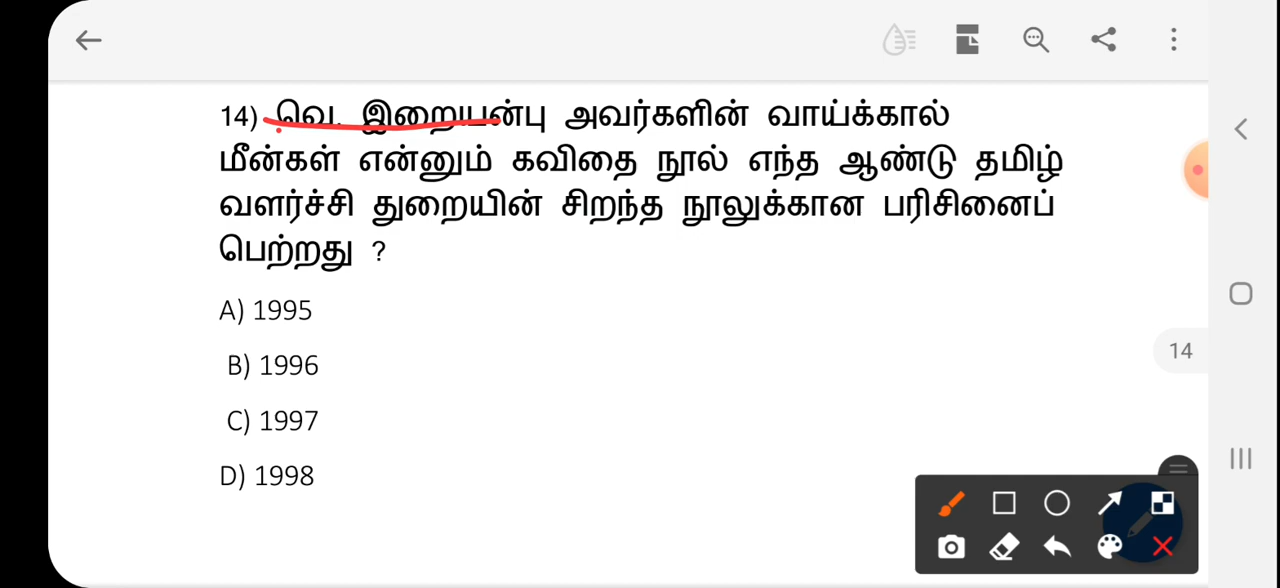 14) வெ. இறையன்பு அவர்களின் வாய்க்கால்
மீன்கள் என்னும் கவிதை நூல் எந்த ஆண்டு தமிழ்
வளர்ச்சி துறையின் சிறந்த நூலுக்கான பரிசினைப்
பெற்றது ?
A) 1995
B) 1996
C) 1997
D) 1998
14